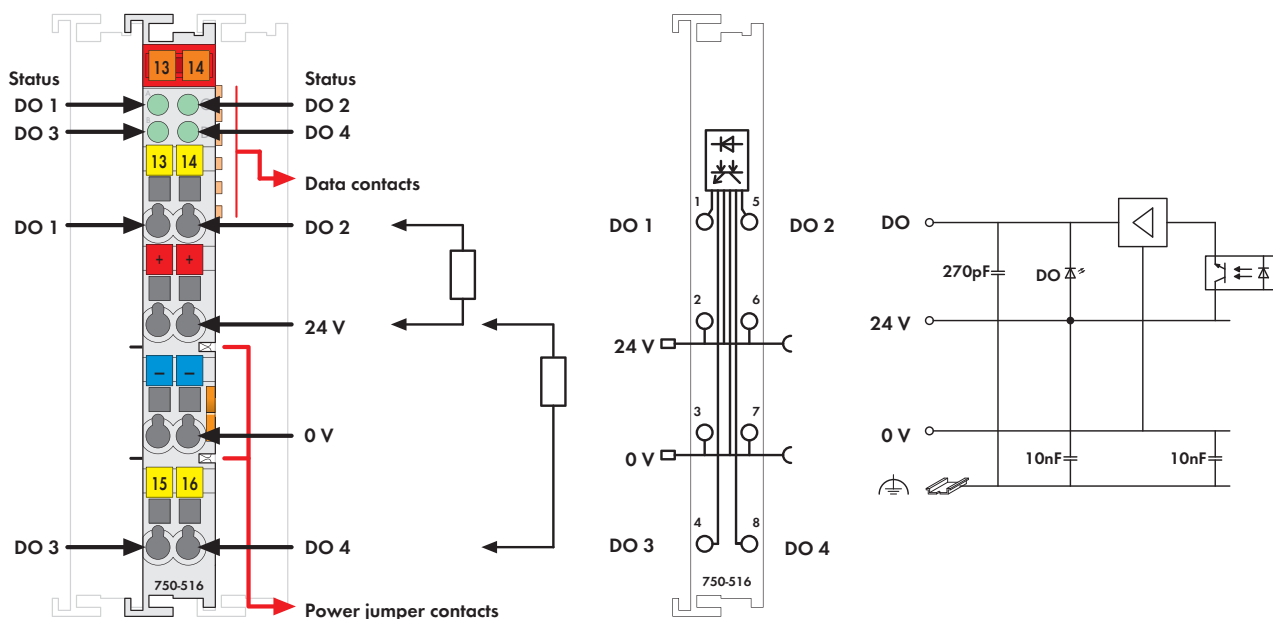 13 14
Status
Status
DO 1
DO 2
DO 3
DO 4
13 14
Data contacts
DO 1
DO 2
+ +
24 V
– –
0 V
15 16
DO 3
DO 4
750-516
Power jumper contacts
1
5
DO 1
DO 2
2
6
24 V
3
7
0 V
4
8
DO 3
DO 4
750-516
DO
270pF
DO
24 V
0 V
10nF
10nF